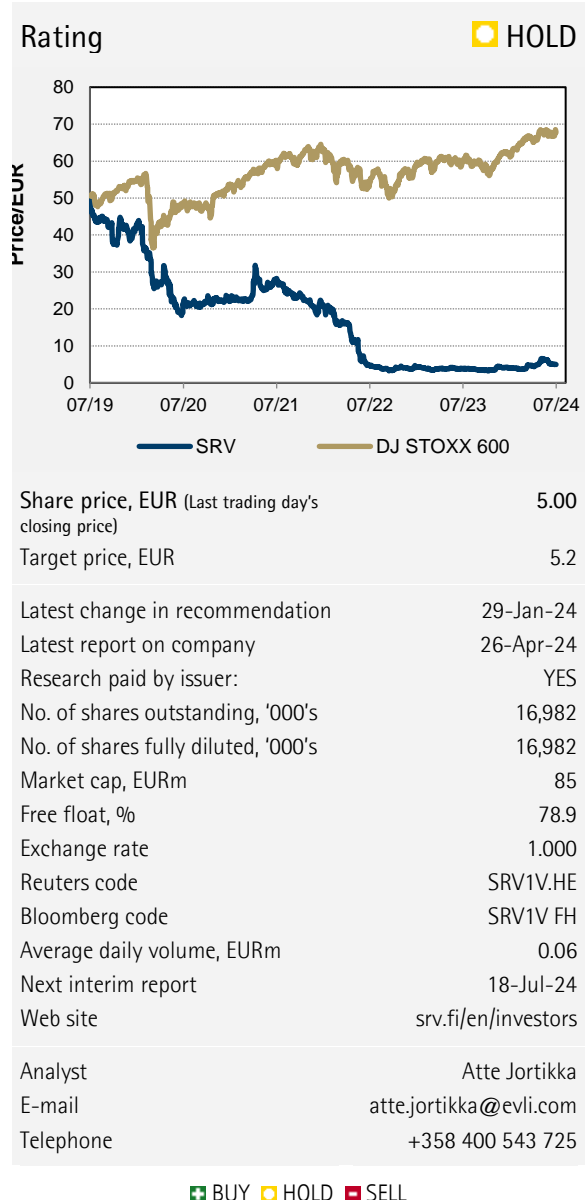 Rating HOLD
80
70
60
50
40
30
20
10
0
Price/EUR
07/19 07/20 07/21 07/22 07/23 07/24
SRV DJ STOXX 600
Share price, EUR (Last trading day's 5.00
closing price)
Target price, EUR 5.2
Latest change in recommendation 29-Jan-24
Latest report on company 26-Apr-24
Research paid by issuer: YES
No. of shares outstanding, '000's 16,982
No. of shares fully diluted, '000's 16,982
Market cap, EURm 85
Free float, % 78.9
Exchange rate 1.000
Reuters code SRV1V.HE
Bloomberg code SRV1V FH
Average daily volume, EURm 0.06
Next interim report 18-Jul-24
Web site srv.fi/en/investors
Analyst Atte Jortikka
E-mail atte.jortikka@evli.com
Telephone +358 400 543 725
BUY HOLD SELL